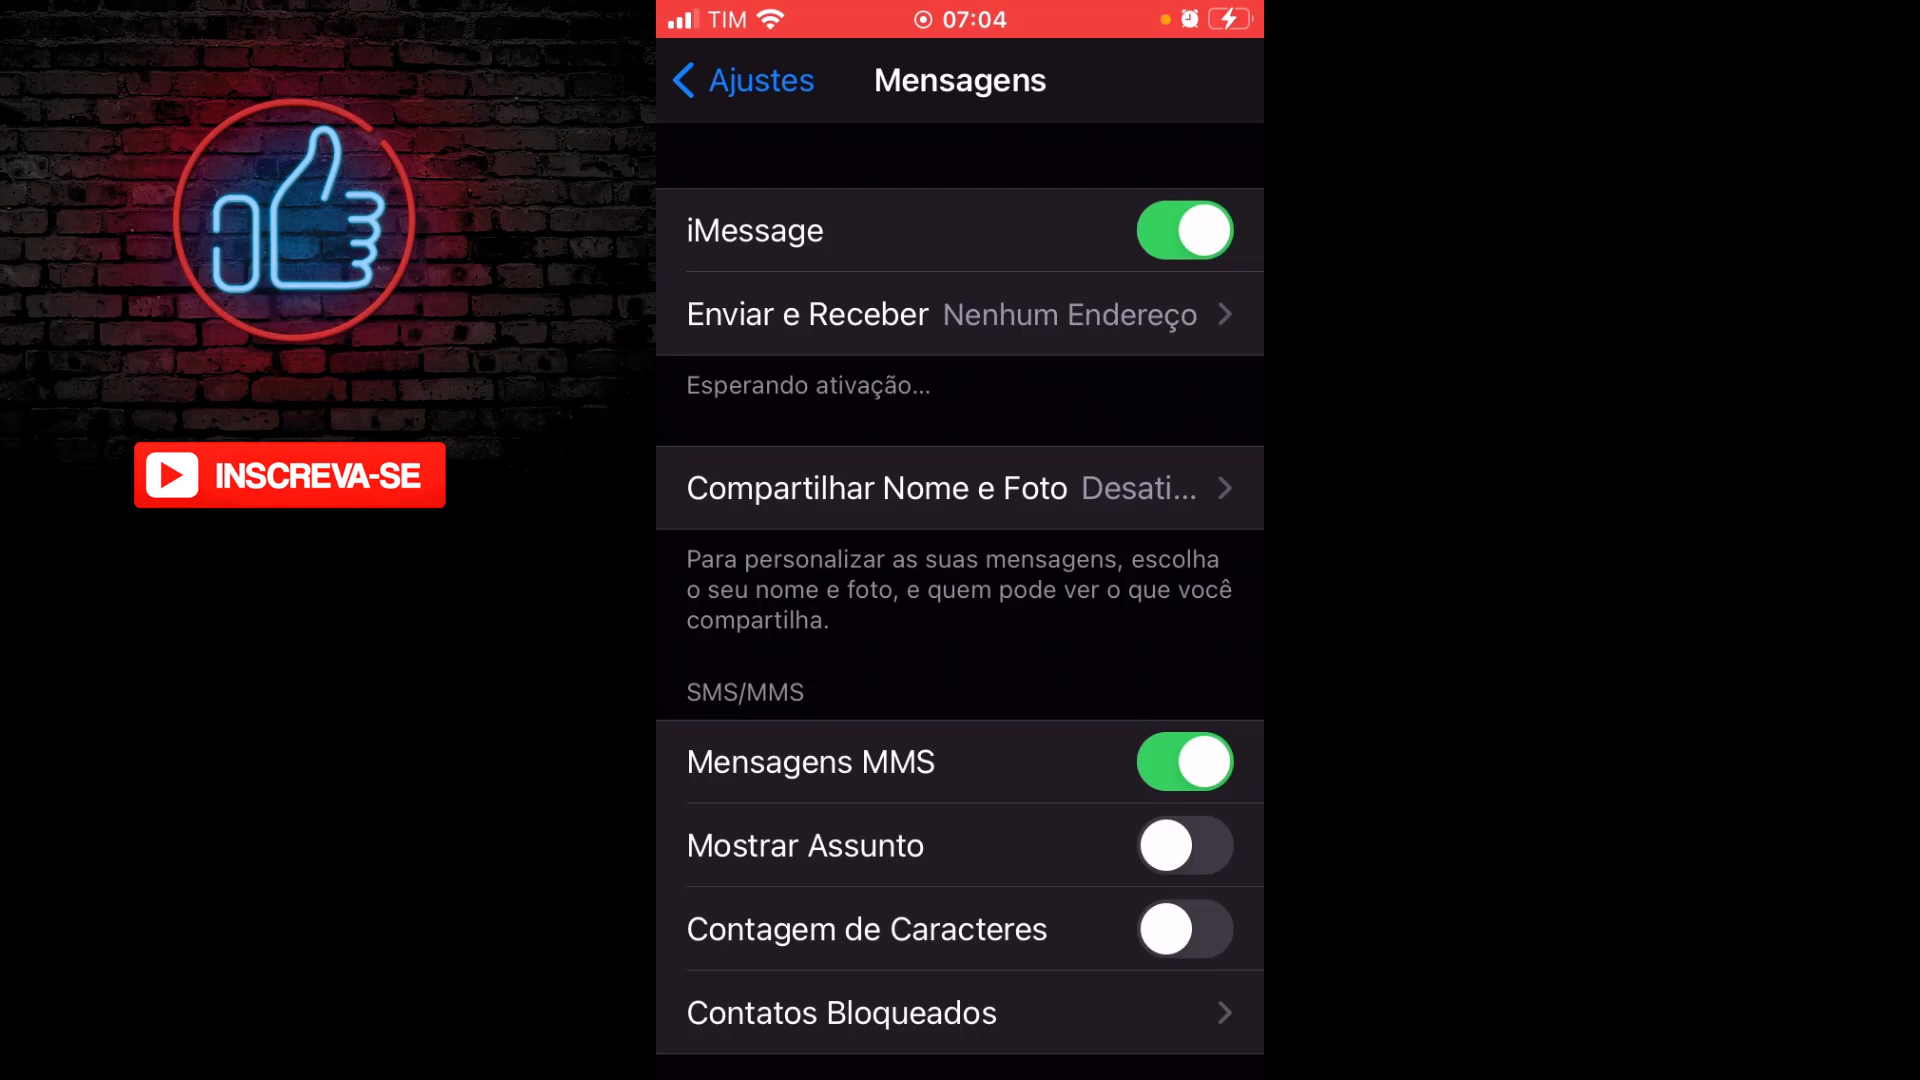 TIM
07:04
Ajustes
Mensagens
iMessage
Enviar e Receber Nenhum Endereço
Esperando ativação...
Compartilhar Nome e Foto Desati...
Para personalizar as suas mensagens, escolha
o seu nome e foto, e quem pode ver o que você
compartilha.
SMS/MMS
Mensagens MMS
Mostrar Assunto
Contagem de Caracteres
Contatos Bloqueados
INSCREVA-SE